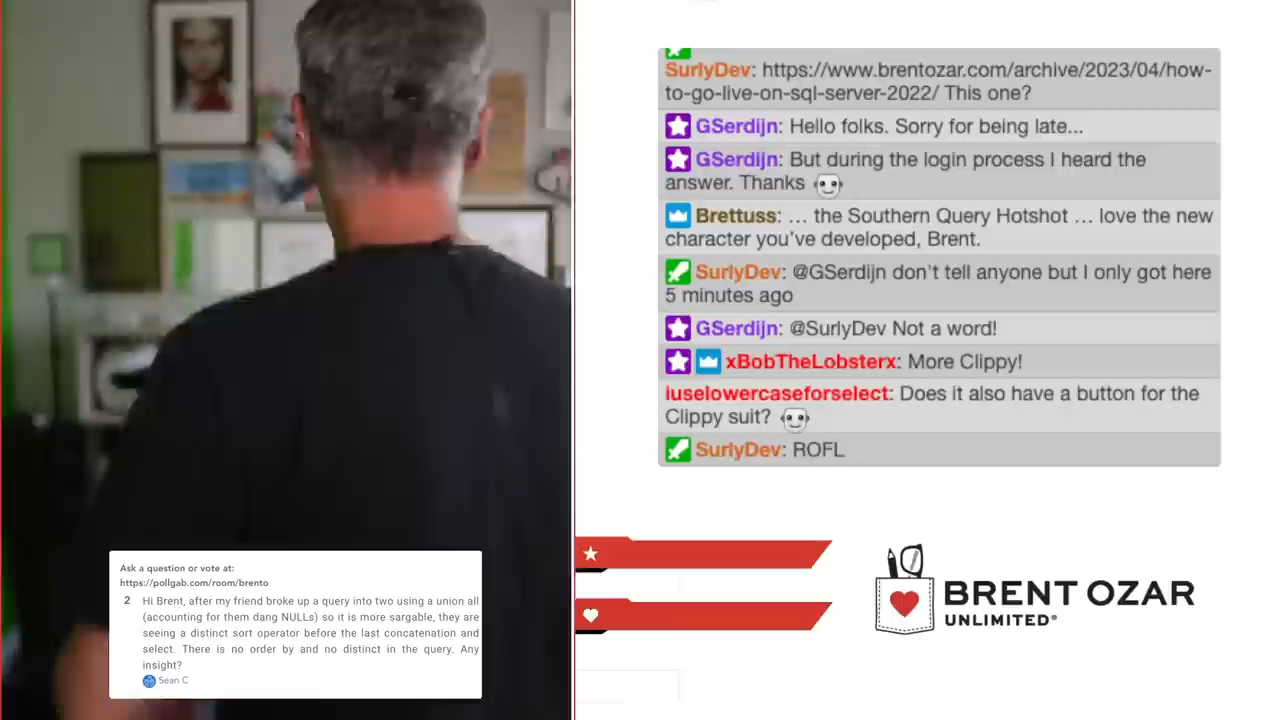 SurlyDev: https://www.brentozar.com/archive/2023/04/how-
to-go-live-on-sql-server-2022/ This one?
GSerdijn: Hello folks. Sorry for being late...
GSerdijn: But during the login process I heard the
answer. Thanks
Brettuss: ... the Southern Query Hotshot ... love the new
character you've developed, Brent.
SurlyDev: @GSerdijn don't tell anyone but I only got here
5 minutes ago
GSerdijn: @SurlyDev Not a word!
xBobTheLobsterx: More Clippy!
iuselowercaseforselect: Does it also have a button for the
Clippy suit?
SurlyDev: ROFL
Ask a question or vote at:
https://pollgab.com/room/brento
2 Hi Brent, after my friend broke up a query into two using a union all
(accounting for them dang NULLs) so it is more sargable, they are
seeing a distinct sort operator before the last concatenation and
select. There is no order by and no distinct in the query. Any
insight?
Sean C
BRENT OZAR
UNLIMITED®